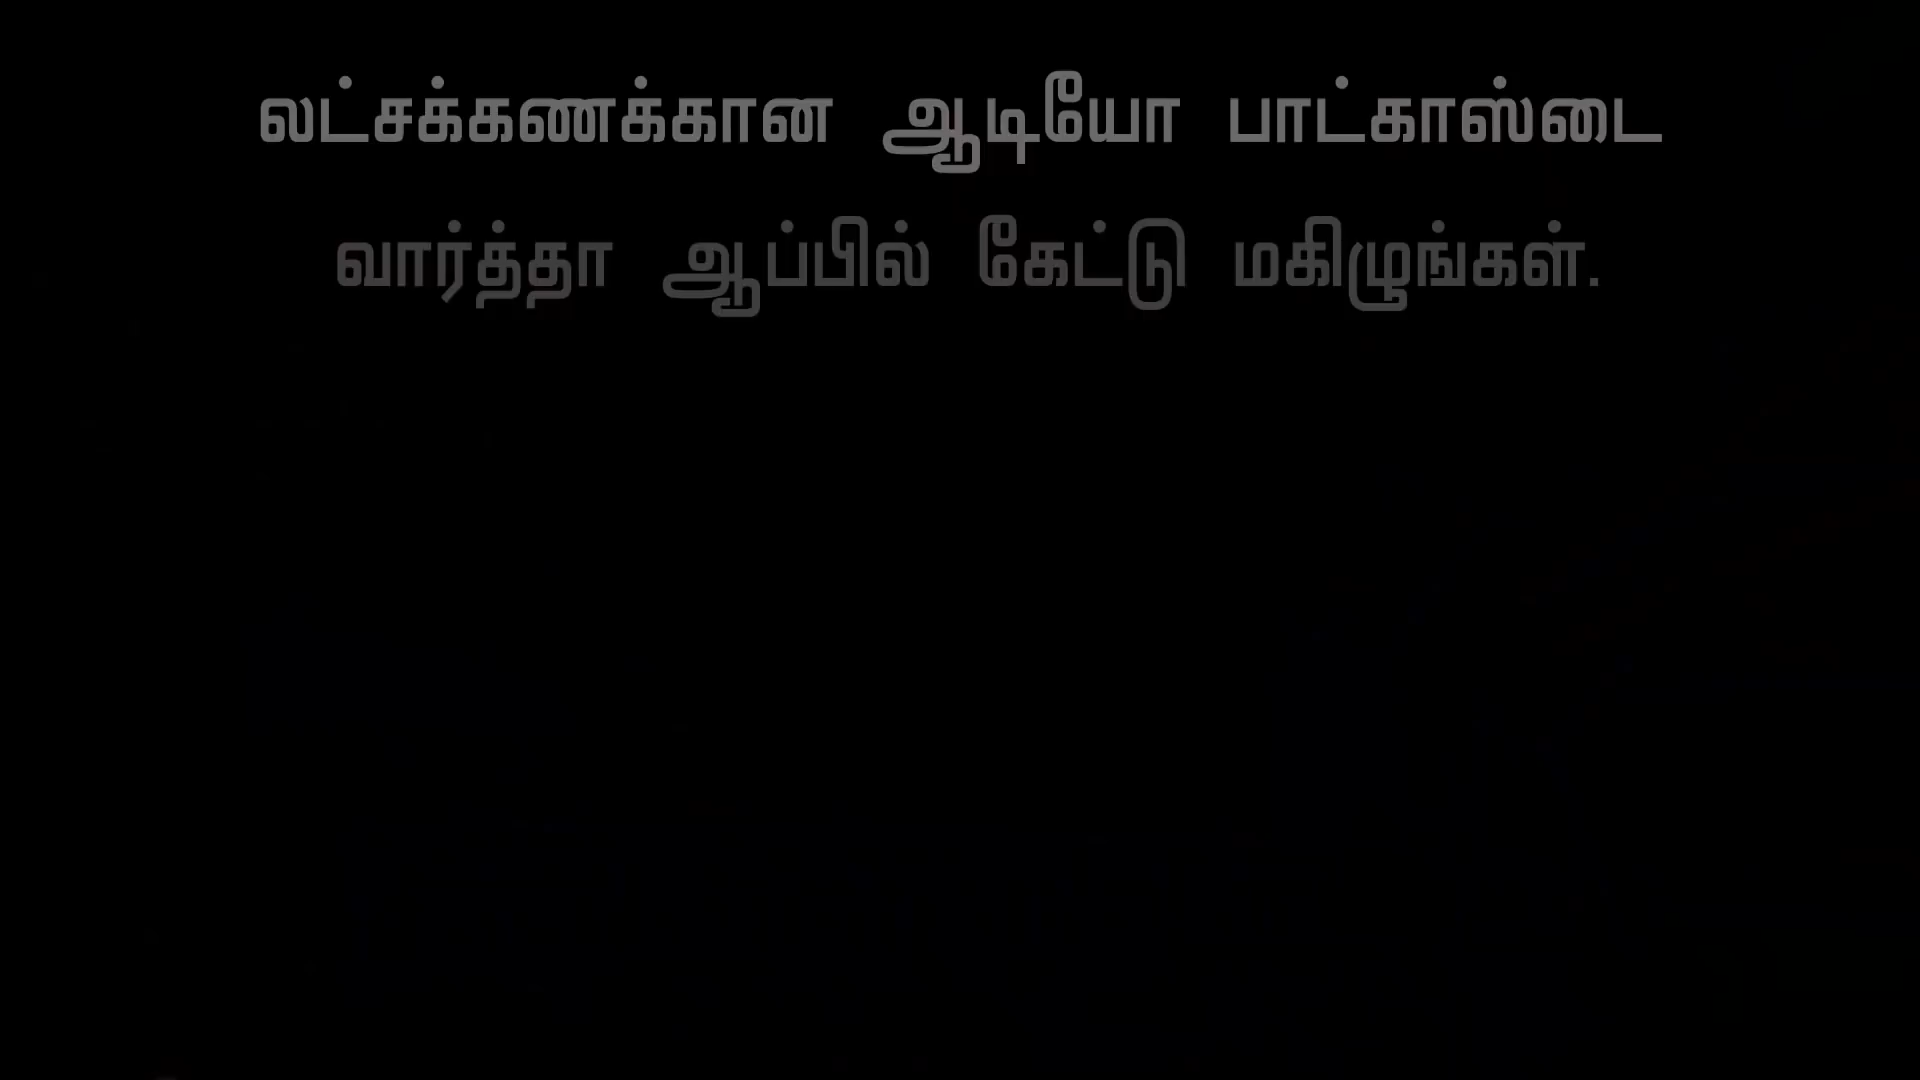 லட்சக்கணக்கான ஆடியோ பாட்காஸ்டை
வார்த்தா ஆப்பில் கேட்டு மகிழுங்கள்.